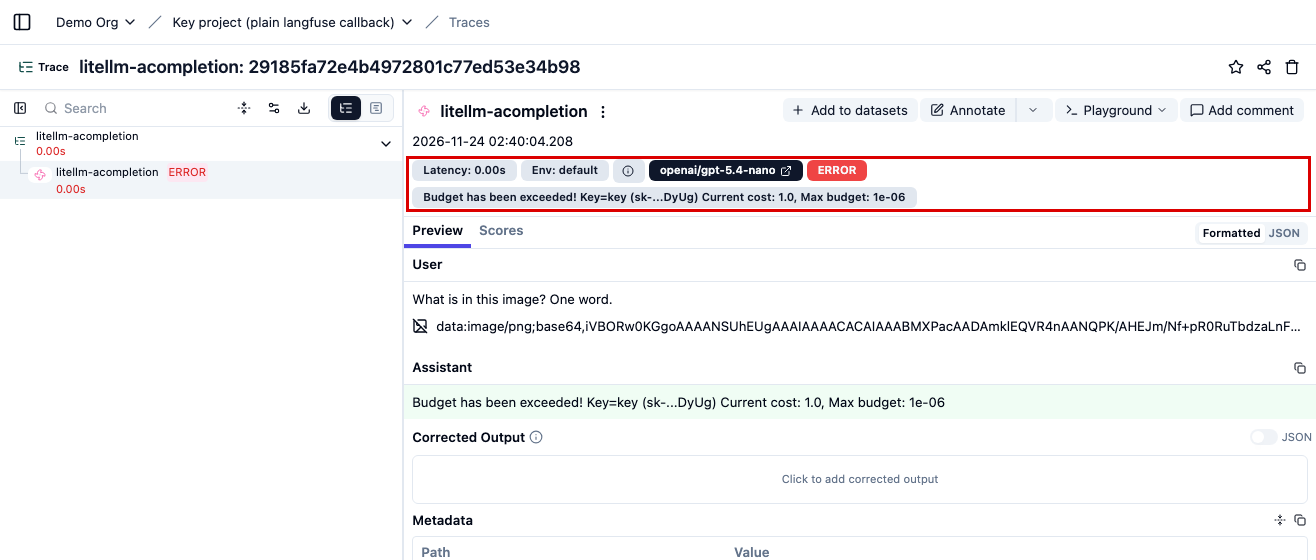 Demo Org / Key project (plain langfuse callback) / Traces
Trace litellm-acompletion: 29185fa72e4b4972801c77ed53e34b98
Search
litellm-acompletion
0.00s
litellm-acompletion ERROR
0.00s
litellm-acompletion
Add to datasets Annotate Playground Add comment
2026-11-24 02:40:04.208
Latency: 0.00s Env: default openai/gpt-5.4-nano ERROR
Budget has been exceeded! Key=key (sk-...DyUg) Current cost: 1.0, Max budget: 1e-06
Preview Scores Formatted JSON
User
What is in this image? One word.
data:image/png;base64,iVBORw0KGgoAAAANSUhEUgAAAIAAAACACAIAAABMXPacAADAmklEQVR4nAANQPK/AHEJm/Nf+pR0RuTbdzaLnF...
Assistant
Budget has been exceeded! Key=key (sk-...DyUg) Current cost: 1.0, Max budget: 1e-06
Corrected Output JSON
Click to add corrected output
Metadata
Path Value